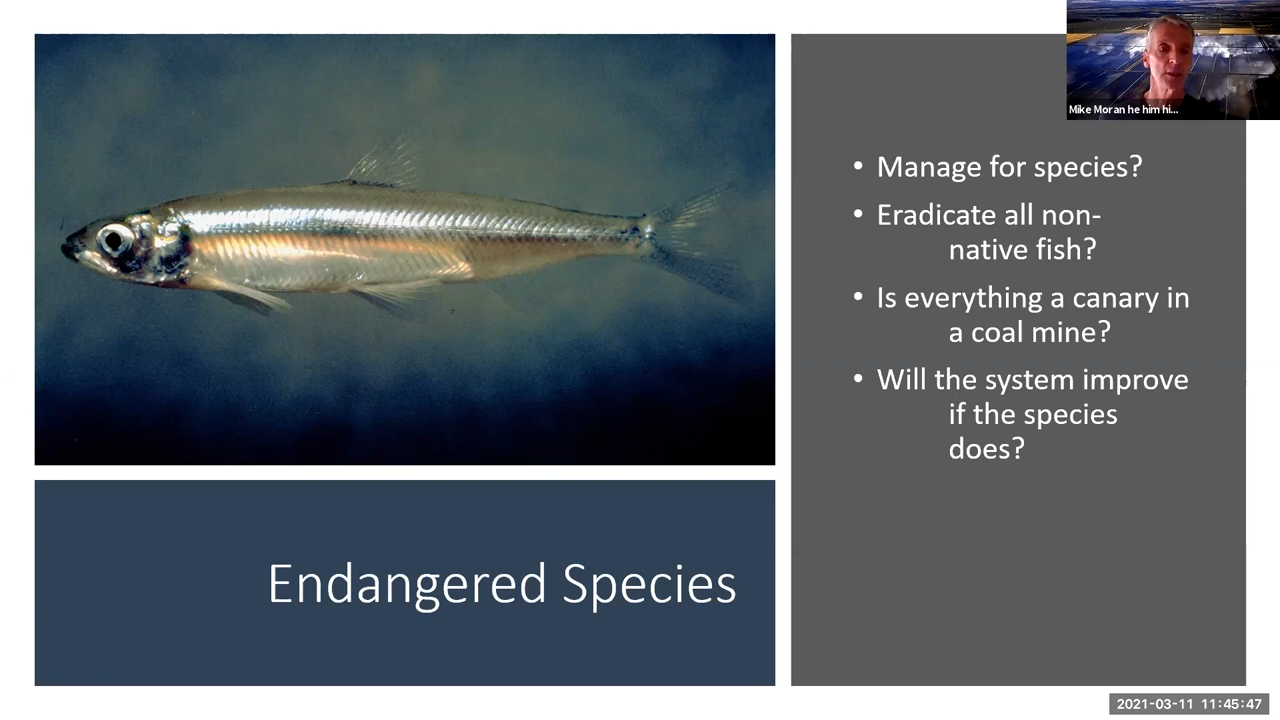 Mike Moran he him hi...
• Manage for species?
• Eradicate all non-
native fish?
• Is everything a canary in
a coal mine?
• Will the system improve
if the species
does?
Endangered Species
2021-03-11 11:45:47